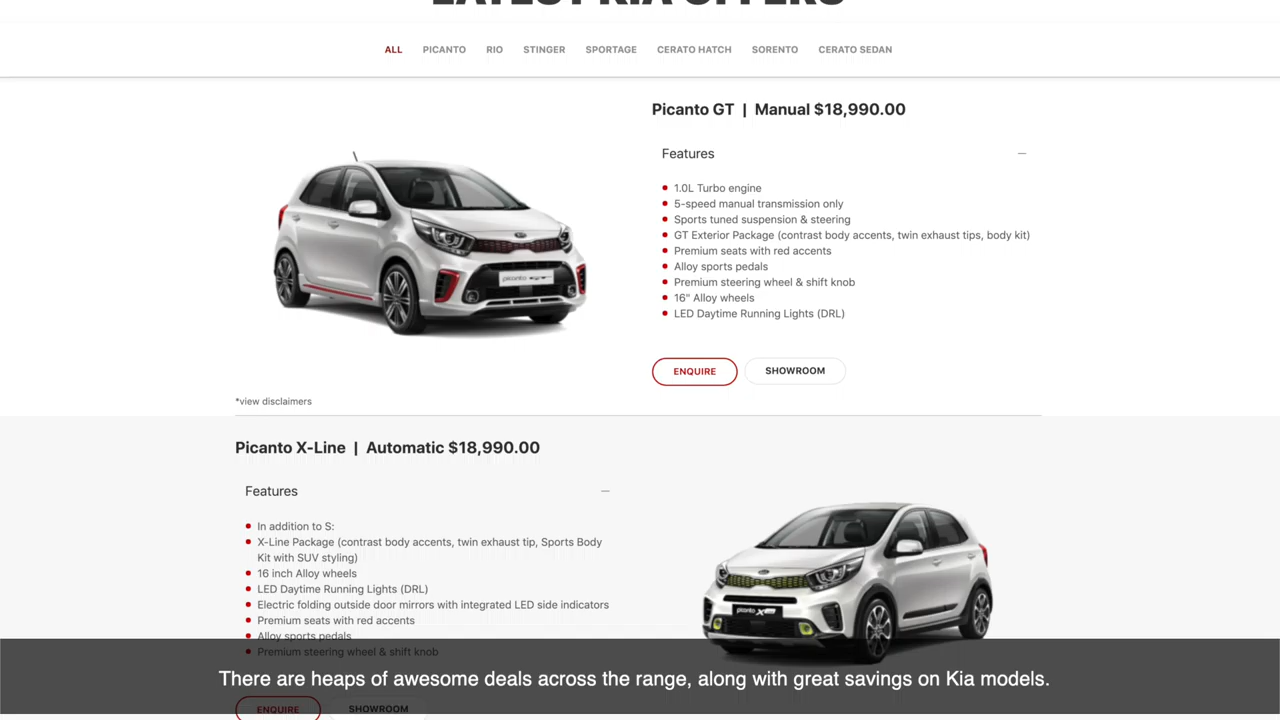 LATEST KIA OFFERS
ALL PICANTO RIO STINGER SPORTAGE CERATO HATCH SORENTO CERATO SEDAN
Picanto GT | Manual $18,990.00
Features
1.0L Turbo engine
5-speed manual transmission only
Sports tuned suspension & steering
GT Exterior Package (contrast body accents, twin exhaust tips, body kit)
Premium seats with red accents
Alloy sports pedals
Premium steering wheel & shift knob
16" Alloy wheels
LED Daytime Running Lights (DRL)
ENQUIRE SHOWROOM
*view disclaimers
Picanto X-Line | Automatic $18,990.00
Features
In addition to S:
X-Line Package (contrast body accents, twin exhaust tip, Sports Body
Kit with SUV styling)
16 inch Alloy wheels
LED Daytime Running Lights (DRL)
Electric folding outside door mirrors with integrated LED side indicators
Premium seats with red accents
Alloy sports pedals
Premium steering wheel & shift knob
There are heaps of awesome deals across the range, along with great savings on Kia models.
ENQUIRE SHOWROOM